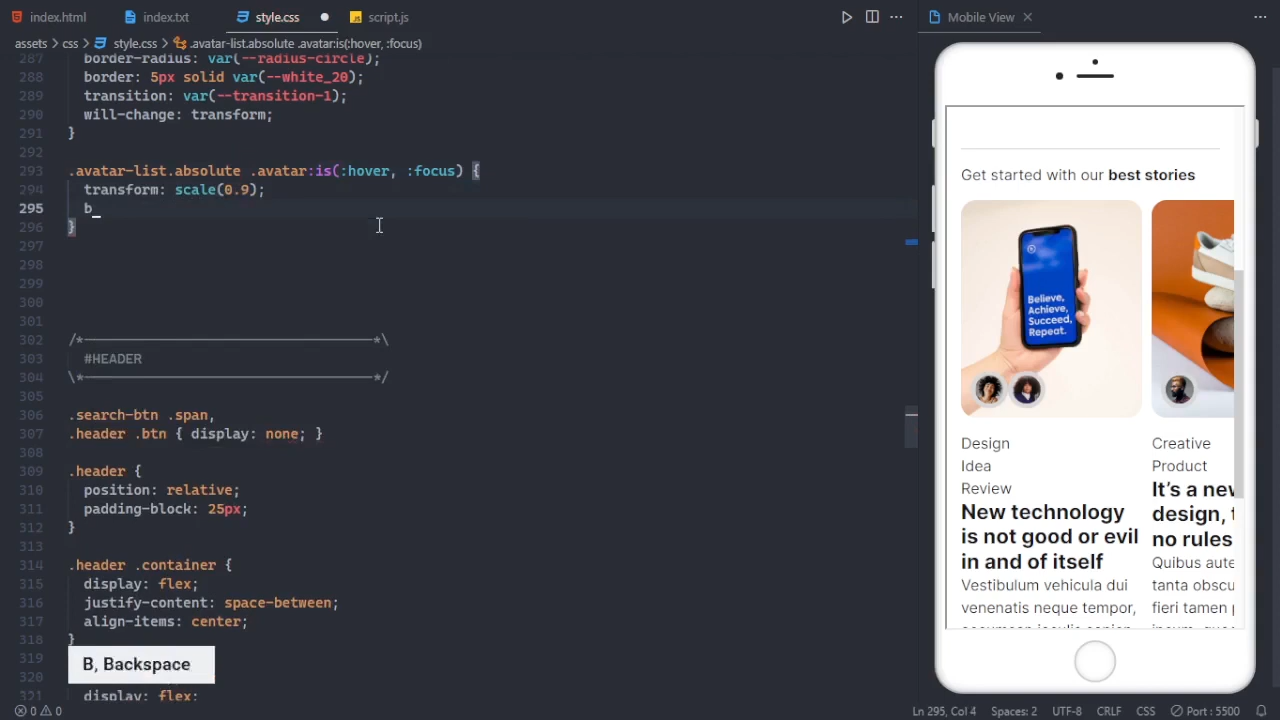 index.html
index.txt
style.css
script.js
Mobile View
assets > css > style.css > .avatar-list.absolute .avatar:is(:hover, :focus)
287 border-radius: var(--radius-circle);
288 border: 5px solid var(--white_20);
289 transition: var(--transition-1);
290 will-change: transform;
291 }
292
293 .avatar-list.absolute .avatar:is(:hover, :focus) {
294 transform: scale(0.9);
295 b
296 }
297
298
299
300
301
302 /*-----------------------------------*\
303 #HEADER
304 \*-----------------------------------*/
305
306 .search-btn .span,
307 .header .btn { display: none; }
308
309 .header {
310 position: relative;
311 padding-block: 25px;
312 }
313
314 .header .container {
315 display: flex;
316 justify-content: space-between;
317 align-items: center;
318 }
319
320
321 display: flex;
B, Backspace
Get started with our best stories
Believe,
Achieve,
Succeed,
Repeat.
Design
Idea
Review
New technology
is not good or evil
in and of itself
Vestibulum vehicula dui
venenatis neque tempor,
Creative
Product
It's a new
design, t
no rules
Quibus aute
tanta obscu
fieri tamen p
0 0
Ln 295, Col 4
Spaces: 2
UTF-8
CRLF
CSS
Port : 5500